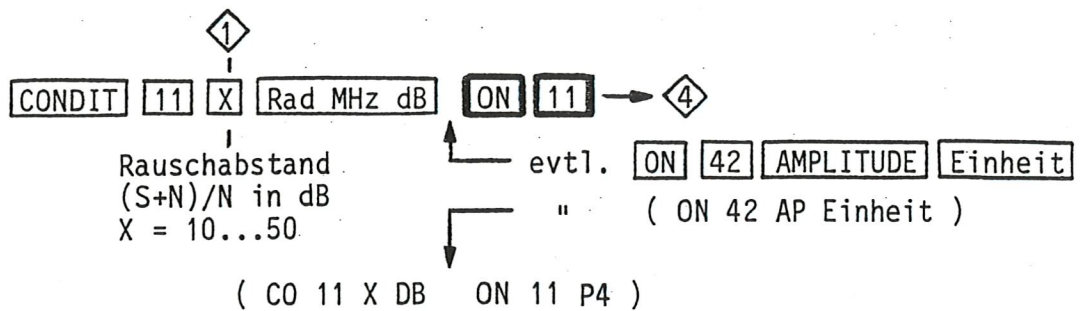 1
CONDIT 11 X Rad MHz dB ON 11 4
Rauschabstand evtl. ON 42 AMPLITUDE Einheit
(S+N)/N in dB " ( ON 42 AP Einheit )
X = 10...50
( CO 11 X DB ON 11 P4 )